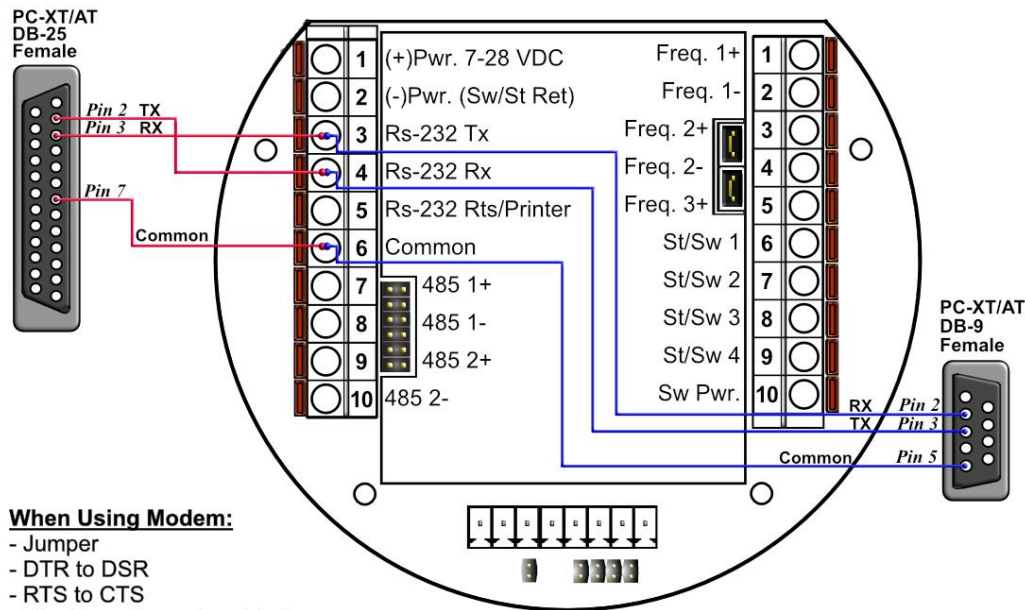 PC-XT/AT
DB-25
Female
Pin 2 TX
Pin 3 RX
Pin 7
Common
1 (+)Pwr. 7-28 VDC
2 (-)Pwr. (Sw/St Ret)
3 Rs-232 Tx
4 Rs-232 Rx
5 Rs-232 Rts/Printer
6 Common
7 485 1+
8 485 1-
9 485 2+
10 485 2-
Freq. 1+ 1
Freq. 1- 2
Freq. 2+ 3
Freq. 2- 4
Freq. 3+ 5
St/Sw 1 6
St/Sw 2 7
St/Sw 3 8
St/Sw 4 9
Sw Pwr. 10
PC-XT/AT
DB-9
Female
RX Pin 2
TX Pin 3
Common Pin 5
When Using Modem:
- Jumper
- DTR to DSR
- RTS to CTS